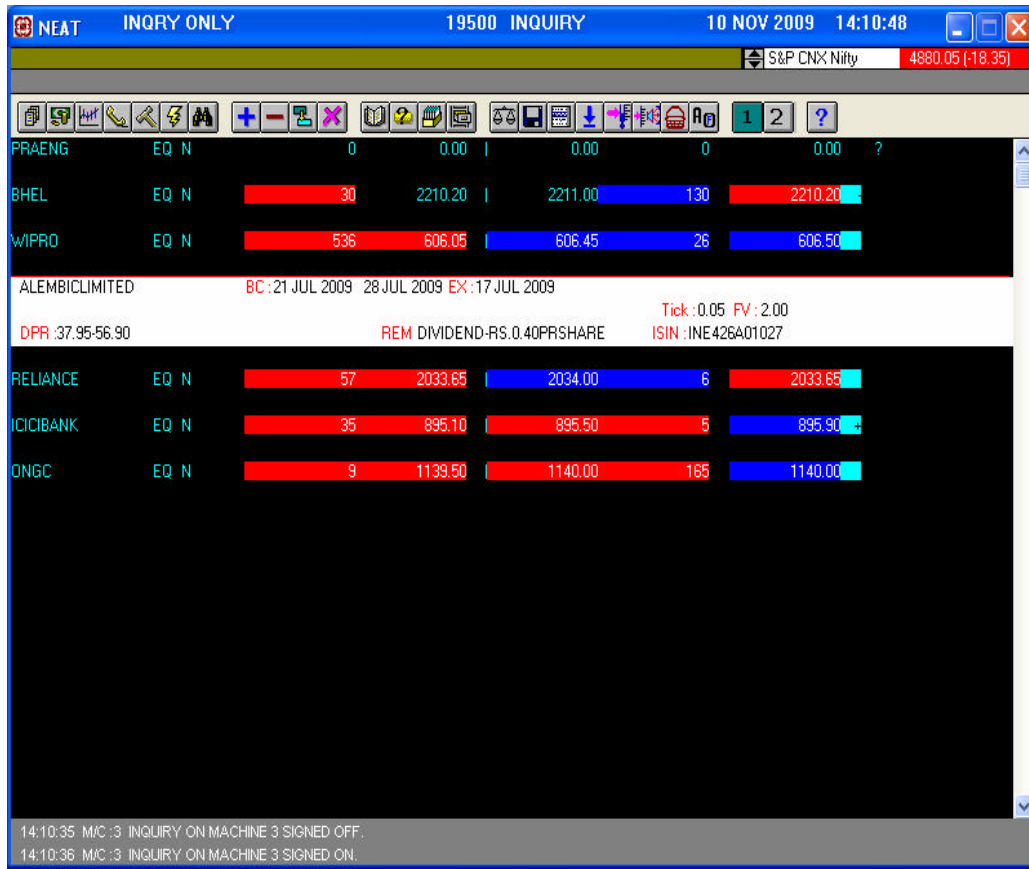 NEAT INQRY ONLY 19500 INQUIRY 10 NOV 2009 14:10:48
S&P CNX Nifty 4880.05 (-18.35)
1 2 ?
PRAENG EQ N 0 0.00 | 0.00 0 0.00 ?
BHEL EQ N 30 2210.20 | 2211.00 130 2210.20 -
WIPRO EQ N 536 606.05 | 606.45 26 606.50
ALEMBICLIMITED BC : 21 JUL 2009 28 JUL 2009 EX : 17 JUL 2009
Tick : 0.05 FV : 2.00
DPR :37.95-56.90 REM DIVIDEND-RS.0.40PRSHARE ISIN : INE426A01027
RELIANCE EQ N 57 2033.65 | 2034.00 6 2033.65
ICICIBANK EQ N 35 895.10 | 895.50 5 895.90 +
ONGC EQ N 9 1139.50 | 1140.00 165 1140.00
14:10:35 M/C :3 INQUIRY ON MACHINE 3 SIGNED OFF.
14:10:36 M/C :3 INQUIRY ON MACHINE 3 SIGNED ON.